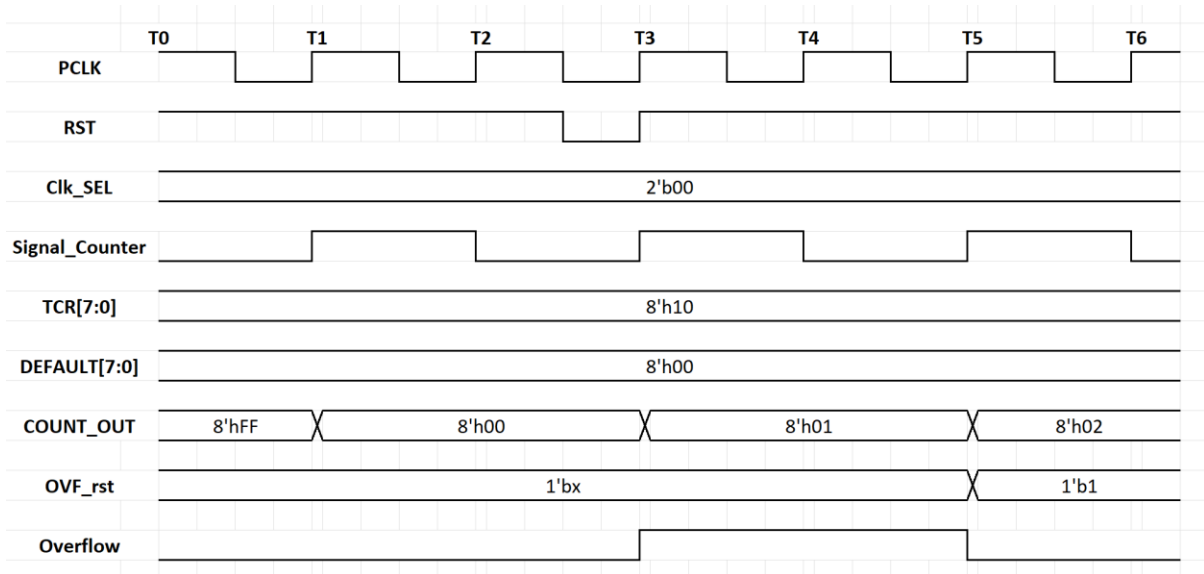 T0 T1 T2 T3 T4 T5 T6
PCLK
RST
Clk_SEL 2'b00
Signal_Counter
TCR[7:0] 8'h10
DEFAULT[7:0] 8'h00
COUNT_OUT 8'hFF 8'h00 8'h01 8'h02
OVF_rst 1'bx 1'b1
Overflow